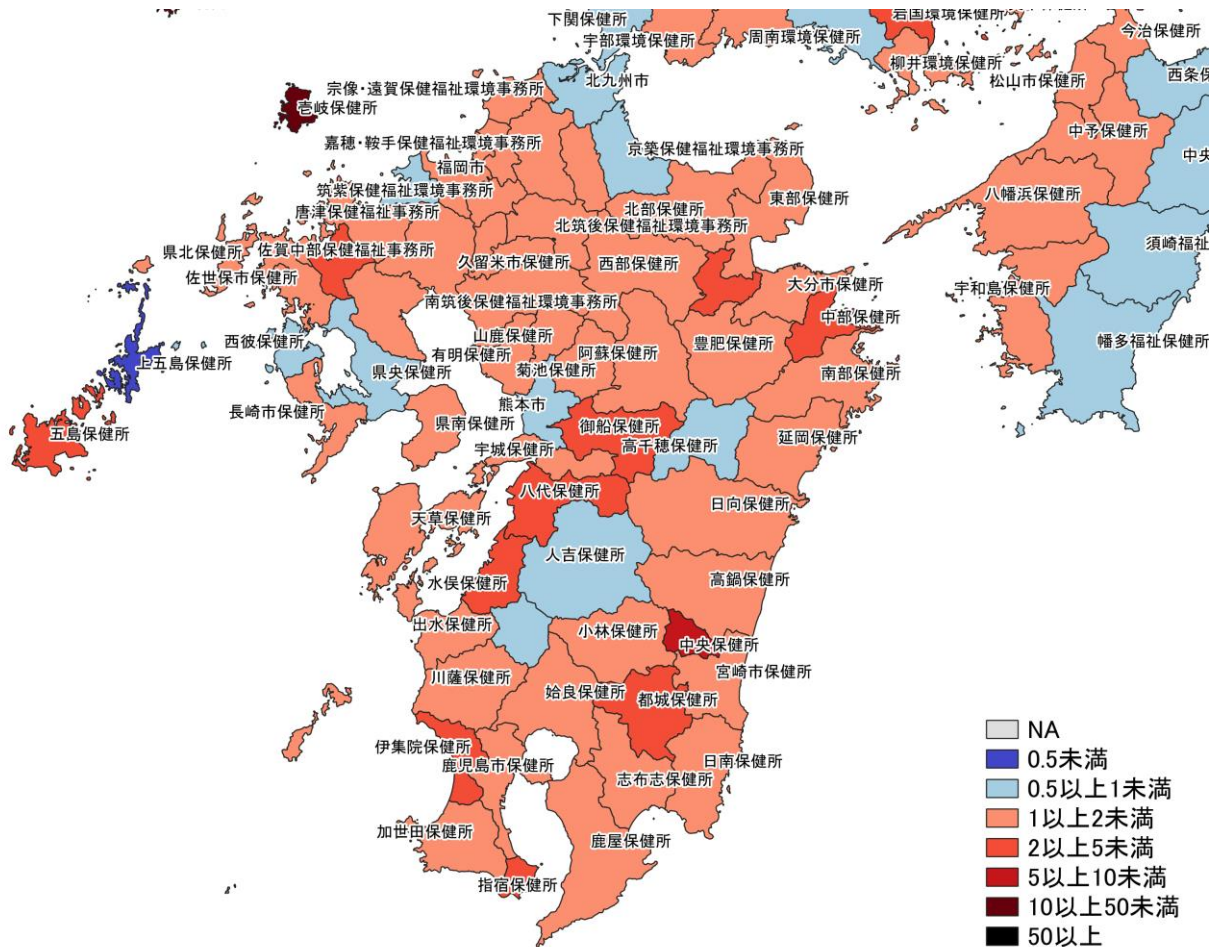 下関保健所
岩国環境保健所
宇部環境保健所
周南環境保健所
今治保健所
柳井環境保健所
北九州市
松山市保健所
西条保
宗像・遠賀保健福祉環境事務所
壱岐保健所
中予保健所
嘉穂・鞍手保健福祉環境事務所
京築保健福祉環境事務所
中央
福岡市
筑紫保健福祉環境事務所
八幡浜保健所
東部保健所
唐津保健福祉事務所
北部保健所
北筑後保健福祉環境事務所
須崎福祉
県北保健所
佐賀中部保健福祉事務所
久留米市保健所
西部保健所
佐世保市保健所
大分市保健所
宇和島保健所
南筑後保健福祉環境事務所
中部保健所
西彼保健所
山鹿保健所
豊肥保健所
幡多福祉保健所
上五島保健所
有明保健所
阿蘇保健所
県央保健所
菊池保健所
南部保健所
長崎市保健所
熊本市
五島保健所
県南保健所
御船保健所
延岡保健所
宇城保健所
高千穂保健所
八代保健所
日向保健所
天草保健所
人吉保健所
水俣保健所
高鍋保健所
出水保健所
小林保健所
中央保健所
宮崎市保健所
川薩保健所
姶良保健所
都城保健所
伊集院保健所
鹿児島市保健所
日南保健所
志布志保健所
加世田保健所
鹿屋保健所
指宿保健所
NA
0.5未満
0.5以上1未満
1以上2未満
2以上5未満
5以上10未満
10以上50未満
50以上